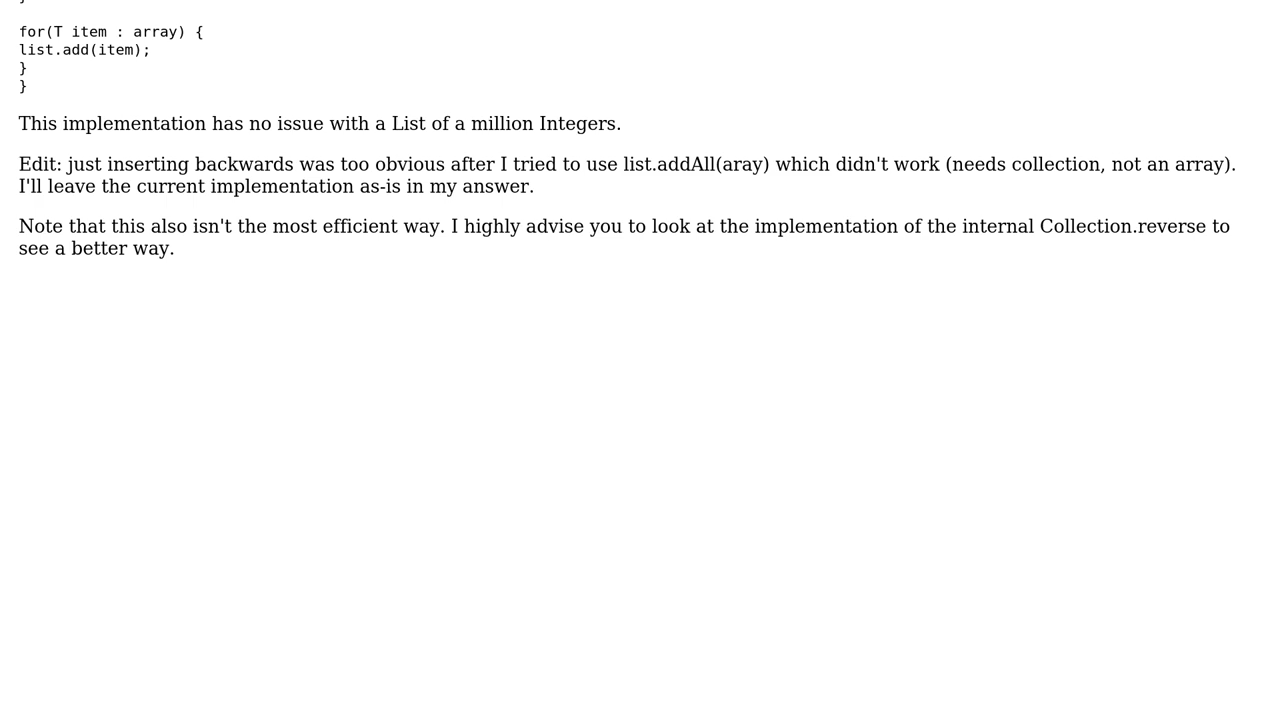 for(T item : array) {
list.add(item);
}
}
This implementation has no issue with a List of a million Integers.
Edit: just inserting backwards was too obvious after I tried to use list.addAll(aray) which didn't work (needs collection, not an array).
I'll leave the current implementation as-is in my answer.
Note that this also isn't the most efficient way. I highly advise you to look at the implementation of the internal Collection.reverse to
see a better way.